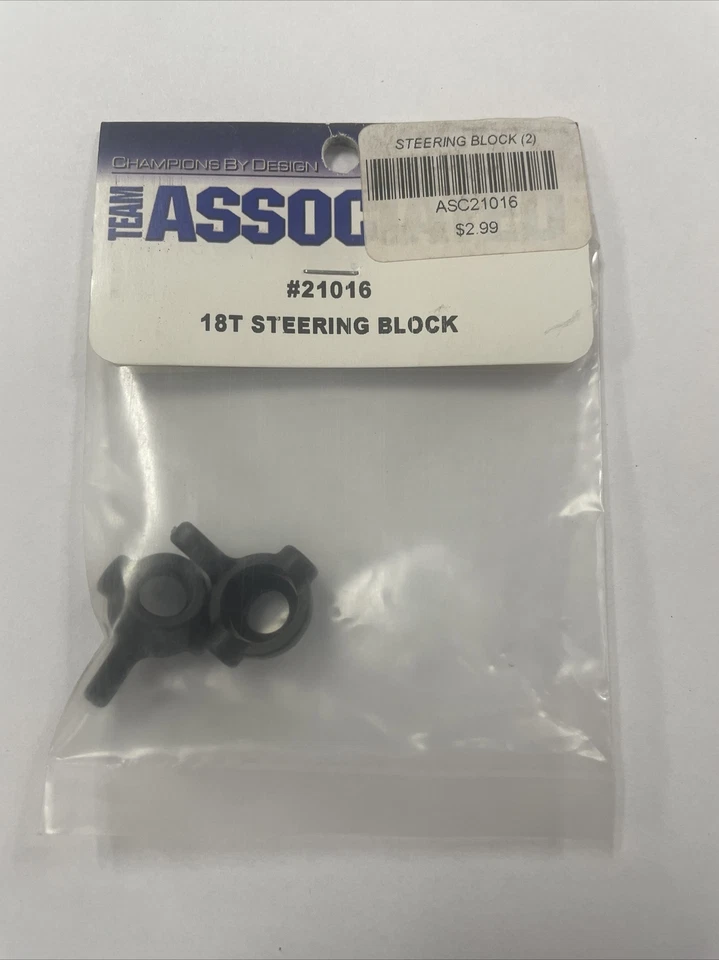 CHAMPIONS BY DESIGN
TEAM
ASSOC
STEERING BLOCK (2)
ASC21016
$2.99
#21016
18T STEERING BLOCK